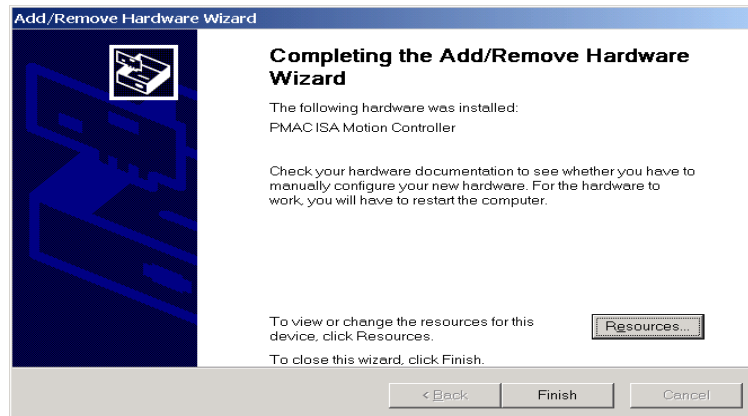 Add/Remove Hardware Wizard
Completing the Add/Remove Hardware
Wizard
The following hardware was installed:
PMAC ISA Motion Controller
Check your hardware documentation to see whether you have to
manually configure your new hardware. For the hardware to
work, you will have to restart the computer.
To view or change the resources for this
device, click Resources.
Resources...
To close this wizard, click Finish.
< Back
Finish
Cancel